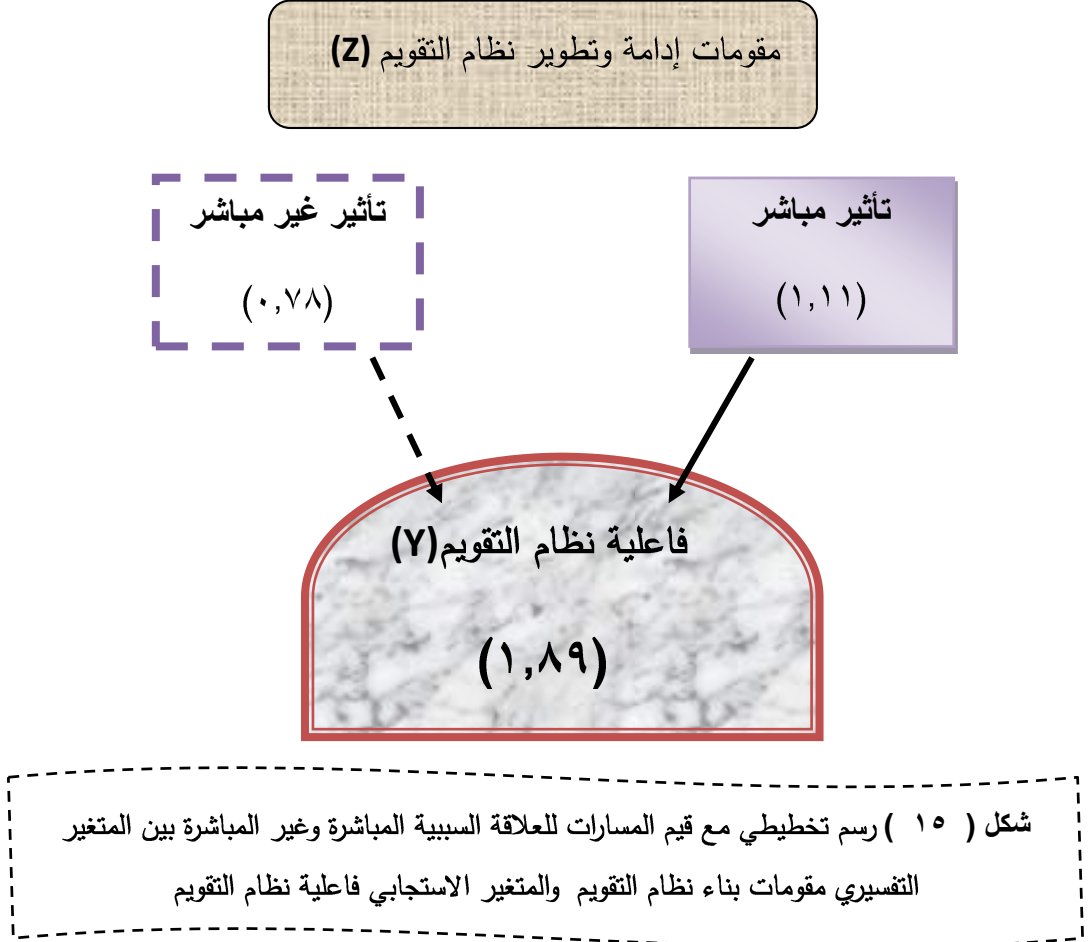 مقومات إدامة وتطوير نظام التقويم (Z)
تأثير مباشر
(١,١١)
تأثير غير مباشر
(٠,٧٨)
فاعلية نظام التقويم(Y)
(١,٨٩)
شكل ( ١٥ ) رسم تخطيطي مع قيم المسارات للعلاقة السببية المباشرة وغير المباشرة بين المتغير
التفسيري مقومات بناء نظام التقويم والمتغير الاستجابي فاعلية نظام التقويم